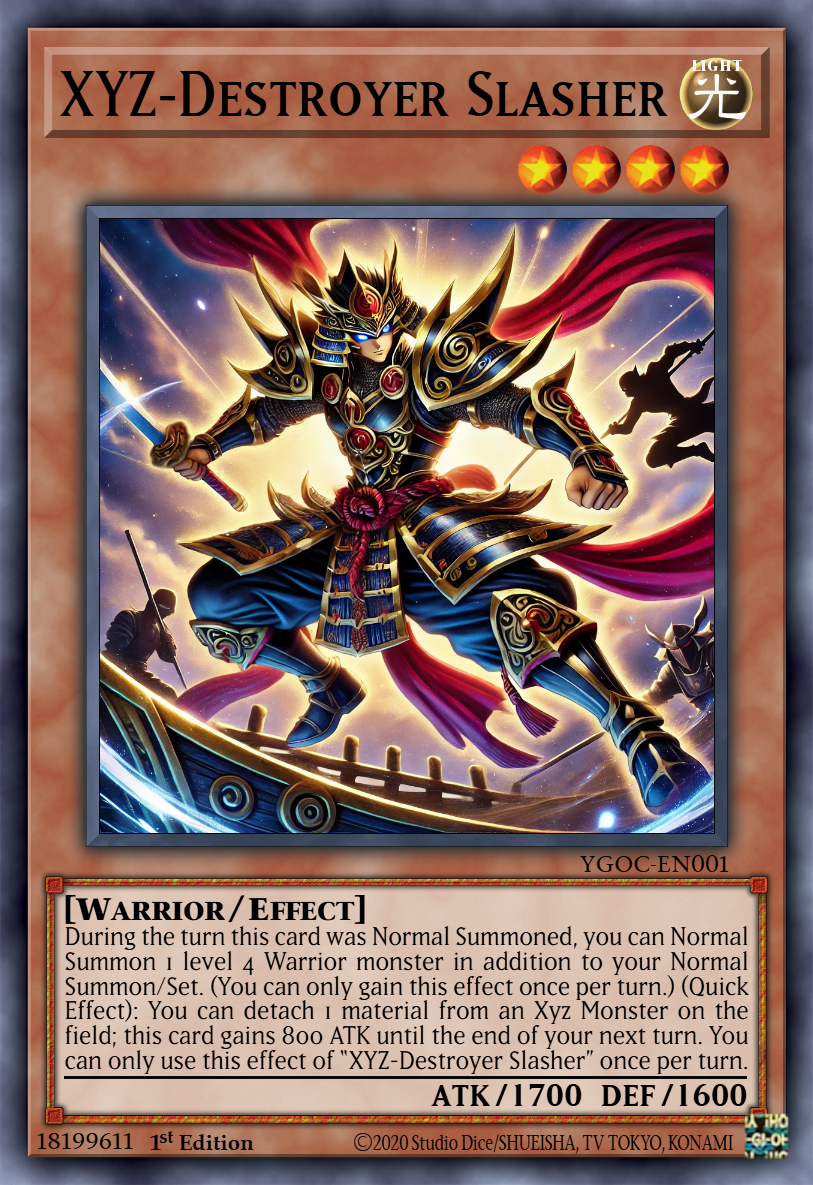 XYZ-Destroyer Slasher
LIGHT
光
YGOC-EN001
[Warrior/Effect]
During the turn this card was Normal Summoned, you can Normal
Summon 1 level 4 Warrior monster in addition to your Normal
Summon/Set. (You can only gain this effect once per turn.) (Quick
Effect): You can detach 1 material from an Xyz Monster on the
field; this card gains 800 ATK until the end of your next turn. You
can only use this effect of "XYZ-Destroyer Slasher" once per turn.
ATK/1700 DEF/1600
18199611 1st Edition ©2020 Studio Dice/SHUEISHA, TV TOKYO, KONAMI